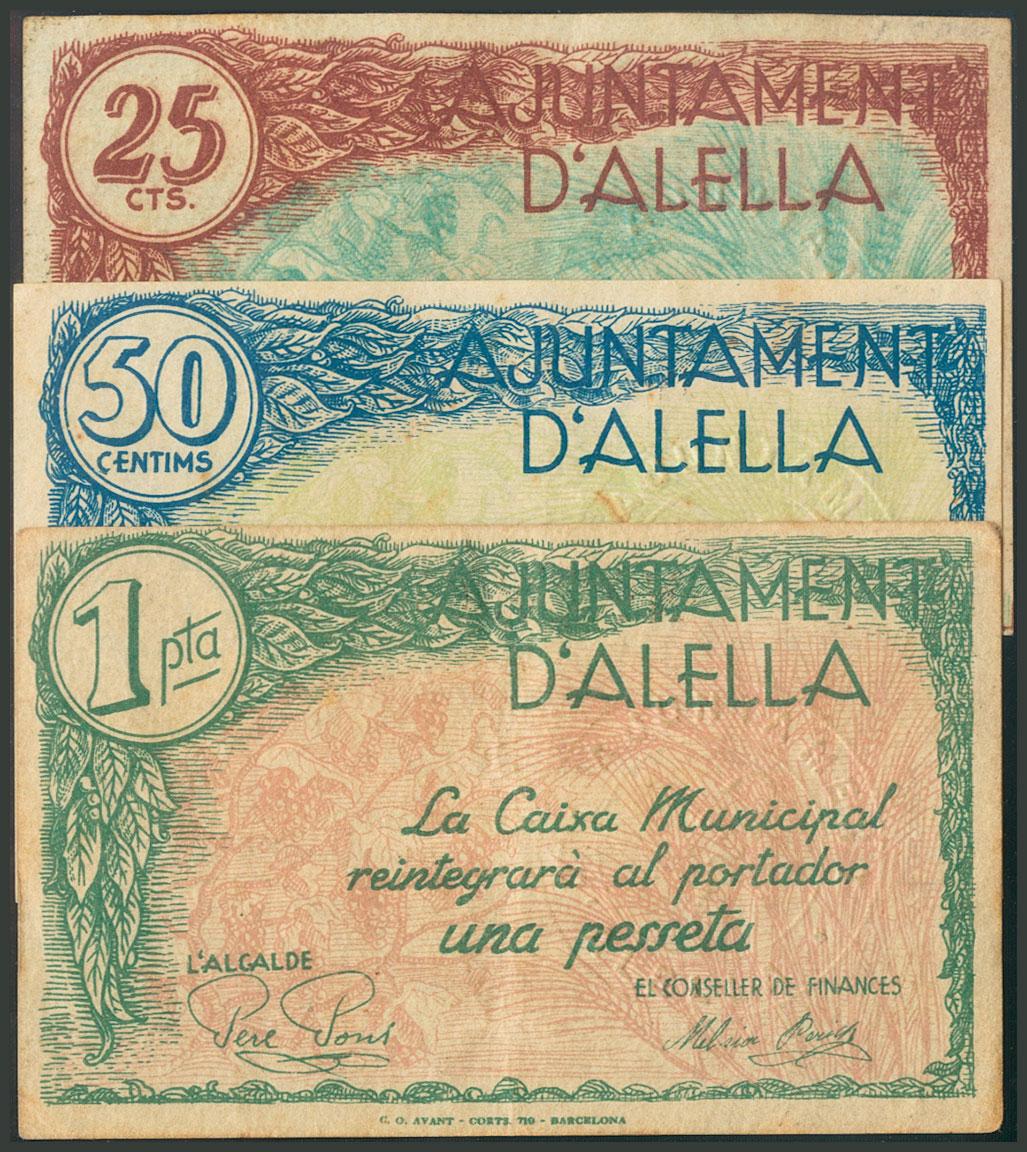 25
CTS.
AJUNTAMENT
D'ALELLA
50
CENTIMS
AJUNTAMENT
D'ALELLA
1 pta
AJUNTAMENT
D'ALELLA
La Caixa Municipal
reintegrarà al portador
una pesseta
L'ALCALDE
EL CONSELLER DE FINANCES
Pere Pons
G. O. AVANT - CORTS. 719 - BARCELONA